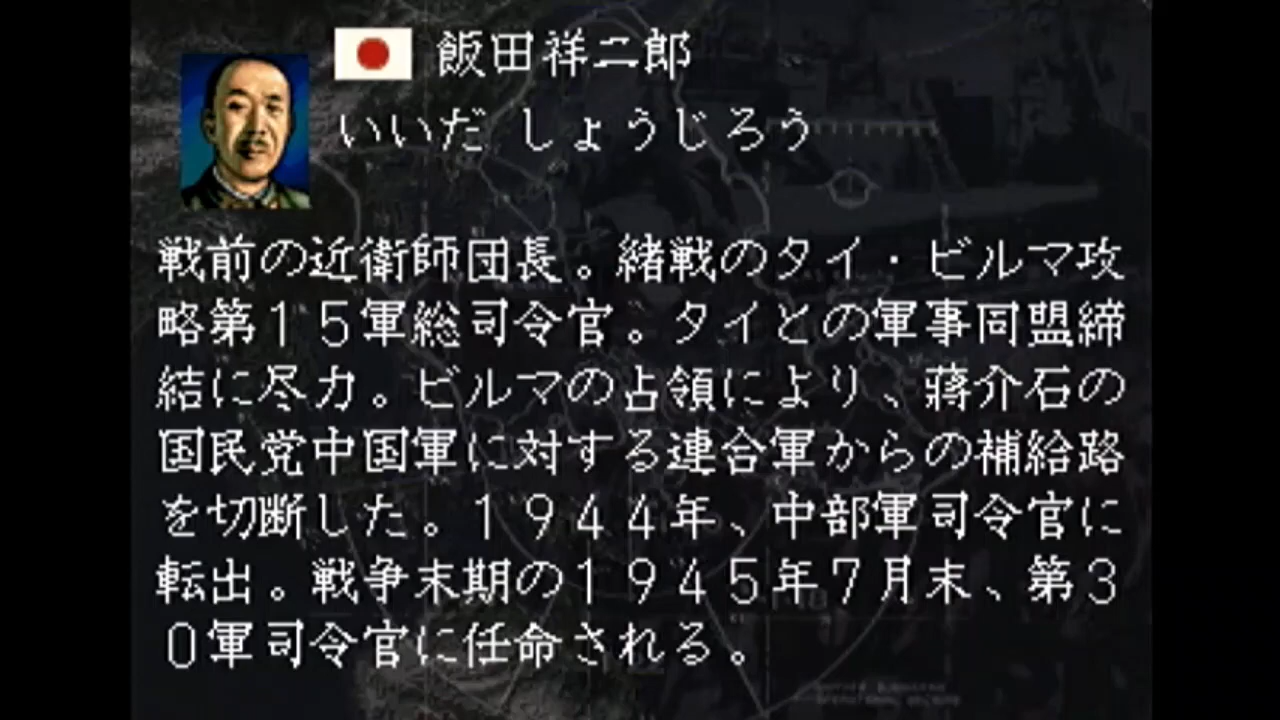 飯田祥二郎
いいだ しょうじろう
戦前の近衛師団長。緒戦のタイ・ビルマ攻
略第１５軍総司令官。タイとの軍事同盟締
結に尽力。ビルマの占領により、蒋介石の
国民党中国軍に対する連合軍からの補給路
を切断した。１９４４年、中部軍司令官に
転出。戦争末期の１９４５年７月末、第３
０軍司令官に任命される。